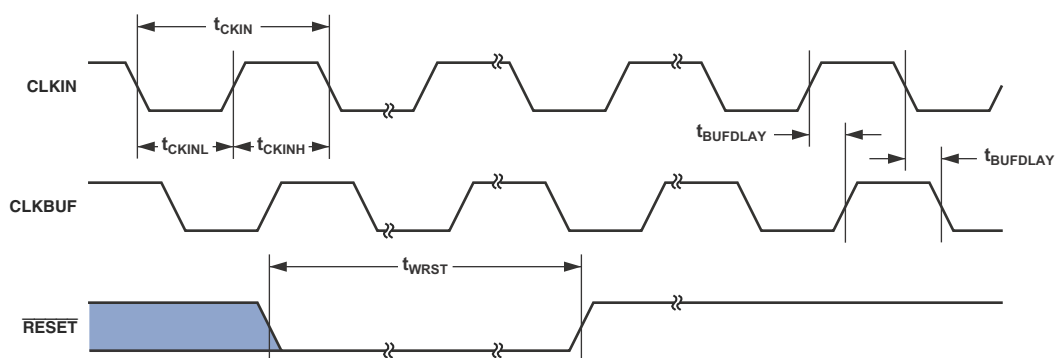 tCKIN
CLKIN
tCKINL
tCKINH
tBUFDLAY
tBUFDLAY
CLKBUF
tWRST
RESET